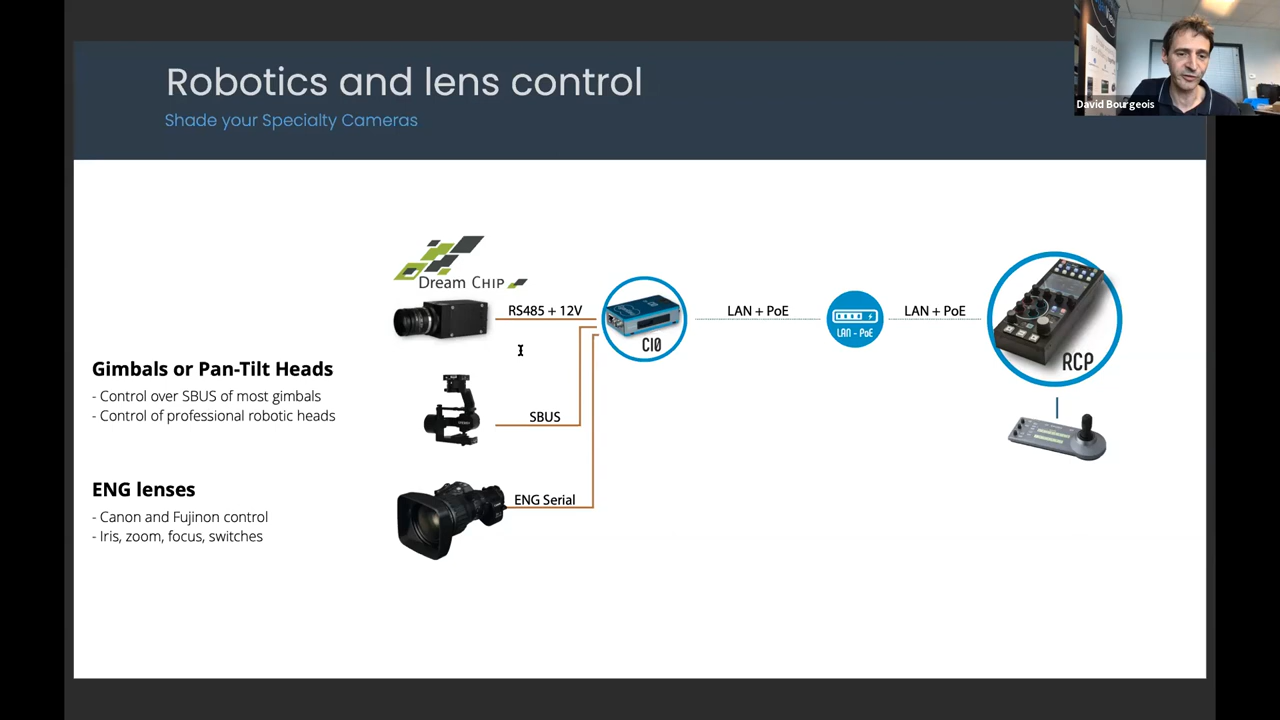 Robotics and lens control
Shade your Specialty Cameras
David Bourgeois
Dream CHIP
RS485 + 12V
CI0
LAN + PoE
LAN - PoE
LAN + PoE
RCP
Gimbals or Pan-Tilt Heads
- Control over SBUS of most gimbals
- Control of professional robotic heads
SBUS
ENG lenses
- Canon and Fujinon control
- Iris, zoom, focus, switches
ENG Serial